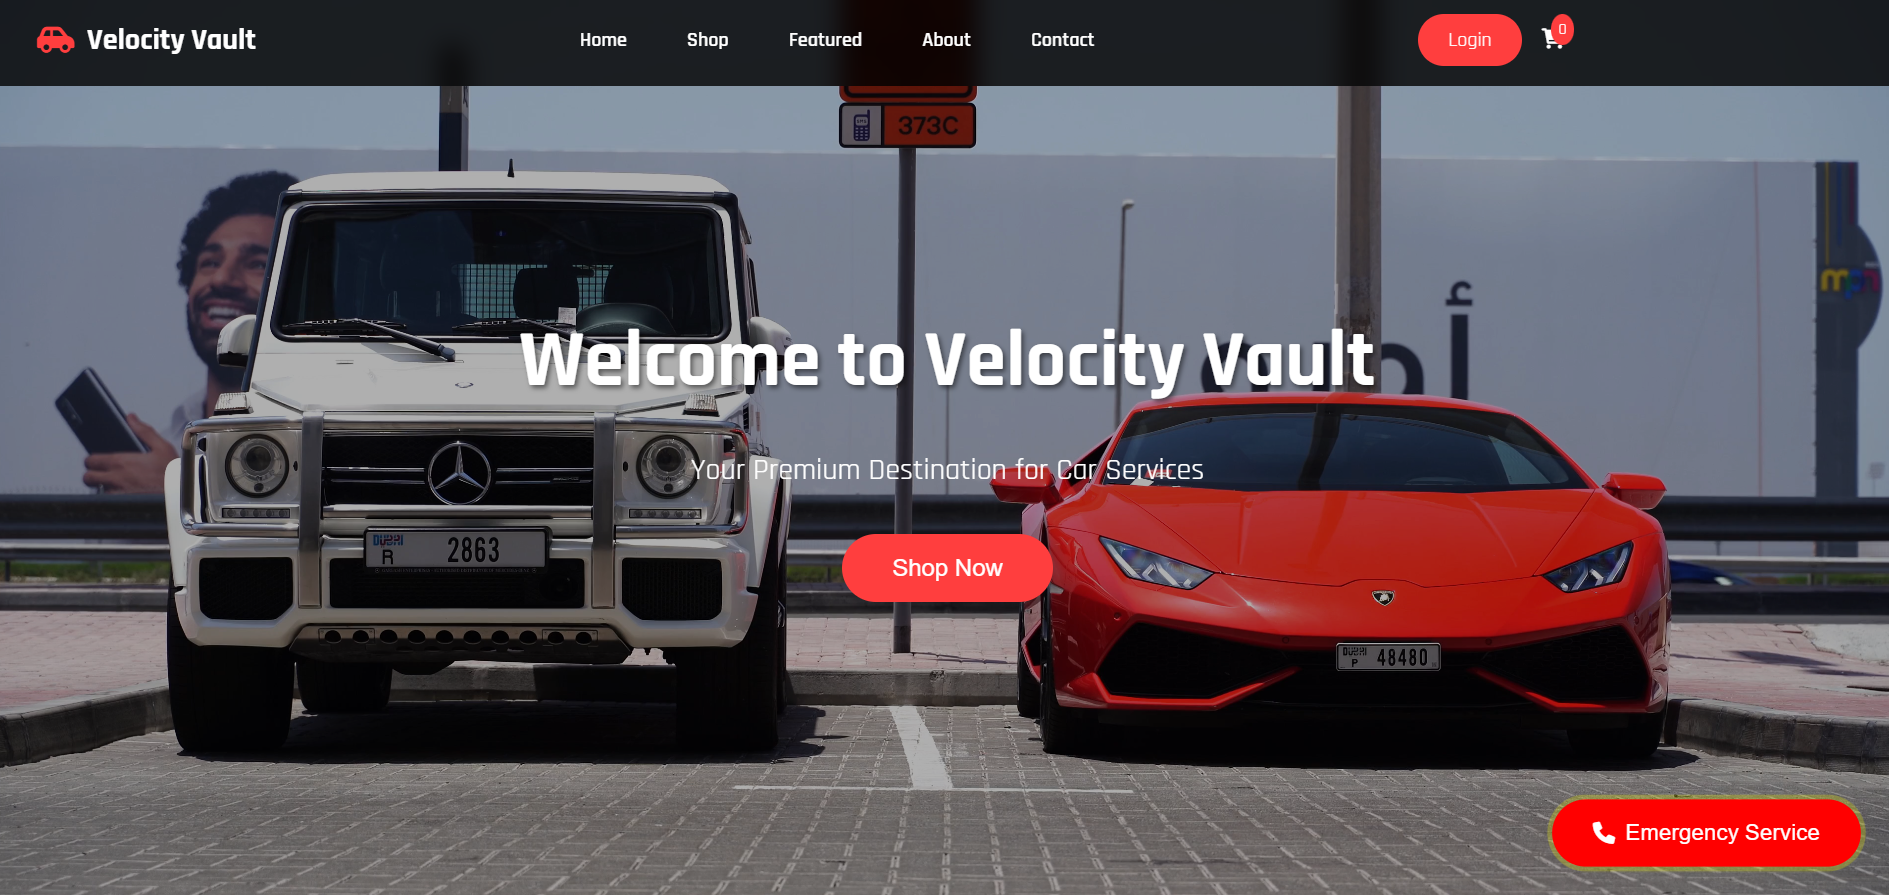 Velocity Vault
Home
Shop
Featured
About
Contact
Login
0
373C
Welcome to Velocity Vault
Your Premium Destination for Car Services
DUBAI
R
2863
Shop Now
DUBAI
P
48480
Emergency Service